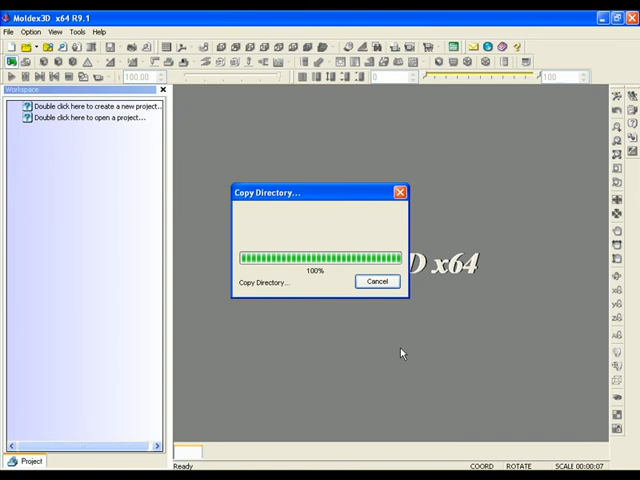 Moldex3D x64 R9.1
File Option View Tools Help
100.00
0
100
Workspace
Double click here to create a new project..
Double click here to open a project...
Copy Directory...
100%
Copy Directory...
Cancel
D x64
Project
Ready
COORD
ROTATE
SCALE 00:00:07